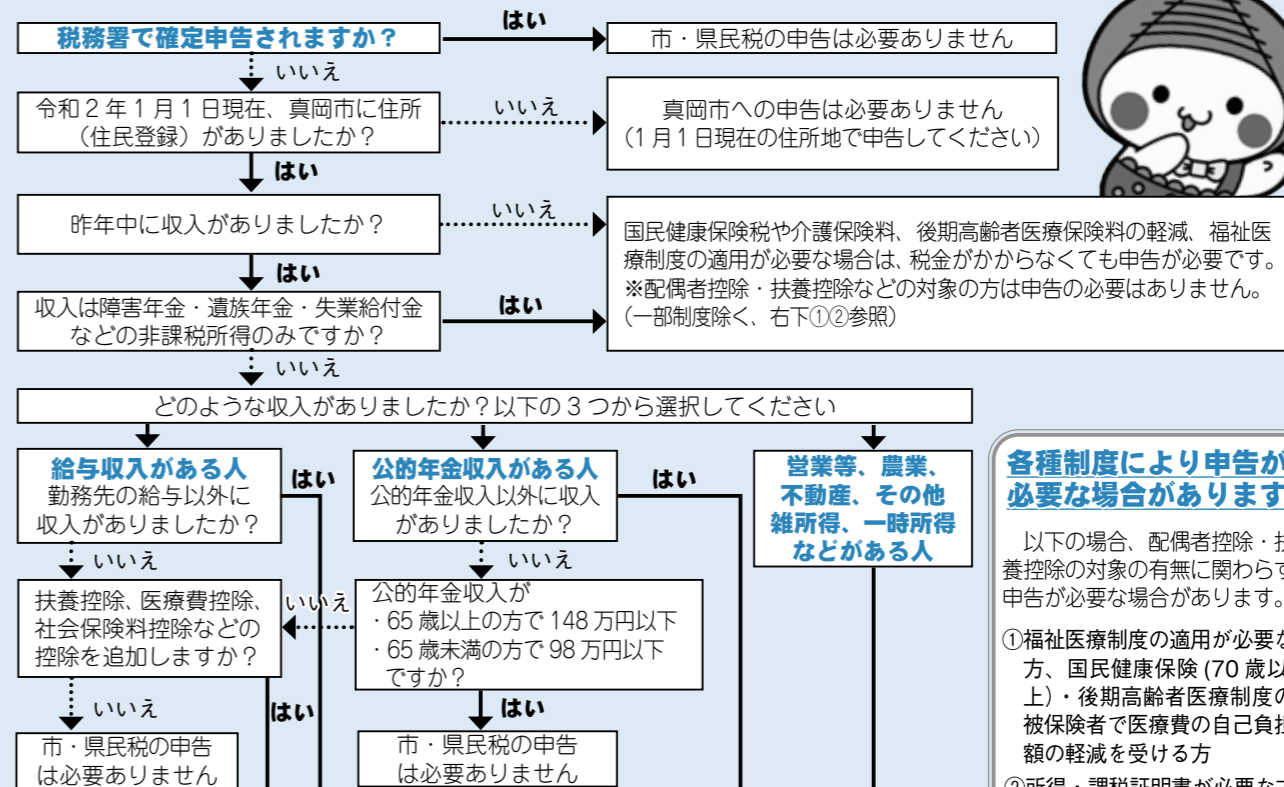 税務署で確定申告されますか？
はい
市・県民税の申告は必要ありません
いいえ
令和２年１月１日現在、真岡市に住所
（住民登録）がありましたか？
いいえ
真岡市への申告は必要ありません
（１月１日現在の住所地で申告してください）
はい
昨年中に収入がありましたか？
いいえ
国民健康保険税や介護保険料、後期高齢者医療保険料の軽減、福祉医
療制度の適用が必要な場合は、税金がかからなくても申告が必要です。
※配偶者控除・扶養控除などの対象の方は申告の必要はありません。
（一部制度除く、右下①②参照）
はい
収入は障害年金・遺族年金・失業給付金
などの非課税所得のみですか？
はい
いいえ
どのような収入がありましたか？以下の３つから選択してください
給与収入がある人
勤務先の給与以外に
収入がありましたか？
はい
いいえ
扶養控除、医療費控除、
社会保険料控除などの
控除を追加しますか？
いいえ
はい
市・県民税の申告
は必要ありません
公的年金収入がある人
公的年金収入以外に収入
がありましたか？
はい
いいえ
公的年金収入が
・65 歳以上の方で 148 万円以下
・65 歳未満の方で 98 万円以下
ですか？
いいえ
はい
市・県民税の申告
は必要ありません
営業等、農業、
不動産、その他
雑所得、一時所得
などがある人
各種制度により申告が
必要な場合があります
以下の場合、配偶者控除・扶
養控除の対象の有無に関わらず
申告が必要な場合があります。
①福祉医療制度の適用が必要な
方、国民健康保険 (70 歳以
上)・後期高齢者医療制度の
被保険者で医療費の自己負担
額の軽減を受ける方
②所得・課税証明書が必要な方